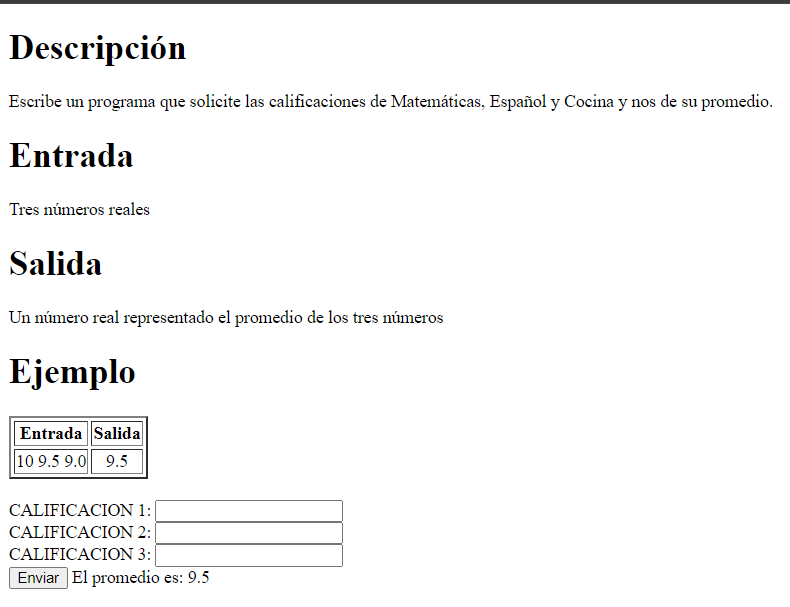 Descripción
Escribe un programa que solicite las calificaciones de Matemáticas, Español y Cocina y nos de su promedio.
Entrada
Tres números reales
Salida
Un número real representado el promedio de los tres números
Ejemplo
Entrada Salida
10 9.5 9.0 9.5
CALIFICACION 1:
CALIFICACION 2:
CALIFICACION 3:
Enviar El promedio es: 9.5